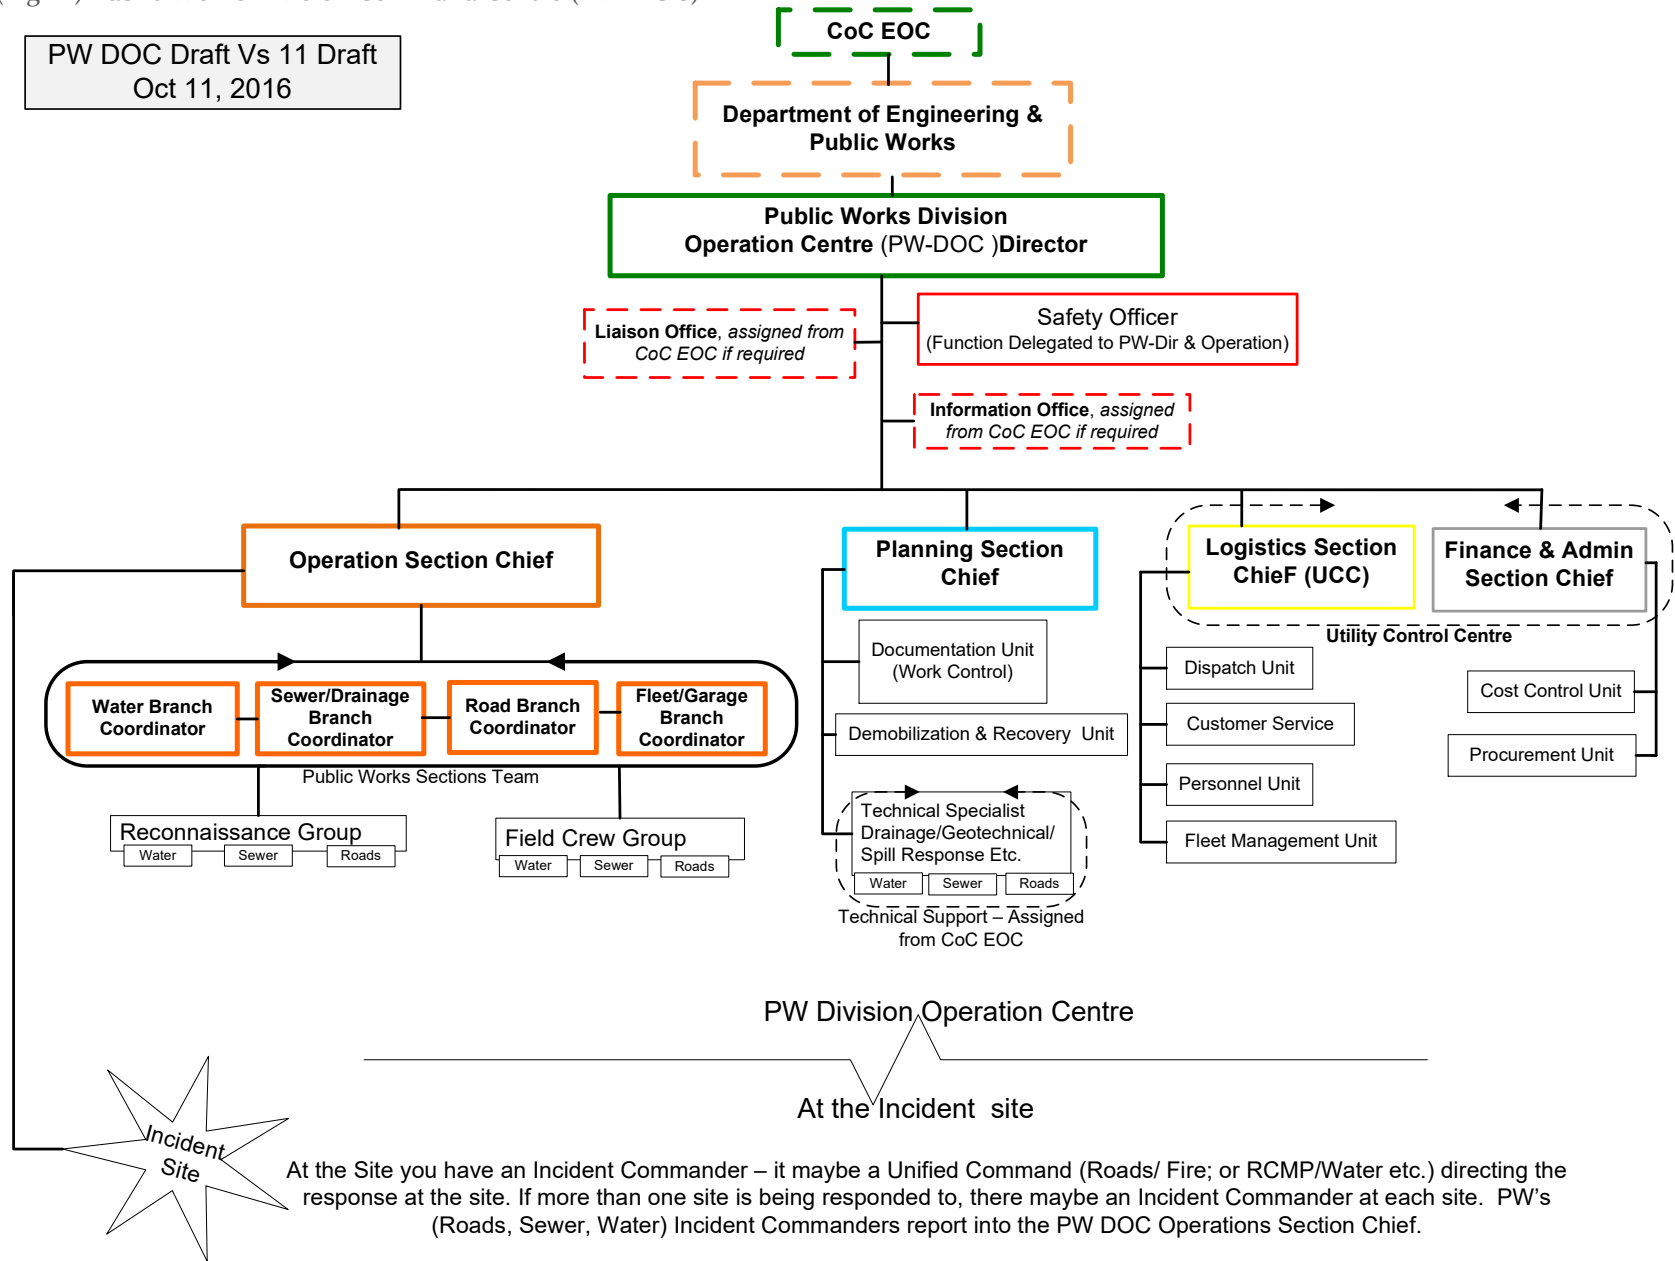 PW DOC Draft Vs 11 Draft
Oct 11, 2016
CoC EOC
Department of Engineering &
Public Works
Public Works Division
Operation Centre (PW-DOC )Director
Liaison Office, assigned from
CoC EOC if required
Safety Officer
(Function Delegated to PW-Dir & Operation)
Information Office, assigned
from CoC EOC if required
Operation Section Chief
Planning Section
Chief
Logistics Section
ChieF (UCC)
Finance & Admin
Section Chief
Utility Control Centre
Water Branch
Coordinator
Sewer/Drainage
Branch
Coordinator
Road Branch
Coordinator
Fleet/Garage
Branch
Coordinator
Public Works Sections Team
Reconnaissance Group
Water
Sewer
Roads
Field Crew Group
Water
Sewer
Roads
Documentation Unit
(Work Control)
Demobilization & Recovery Unit
Technical Specialist
Drainage/Geotechnical/
Spill Response Etc.
Water
Sewer
Roads
Technical Support – Assigned
from CoC EOC
Dispatch Unit
Customer Service
Personnel Unit
Fleet Management Unit
Cost Control Unit
Procurement Unit
PW Division Operation Centre
At the Incident site
Incident
Site
At the Site you have an Incident Commander – it maybe a Unified Command (Roads/ Fire; or RCMP/Water etc.) directing the
response at the site. If more than one site is being responded to, there maybe an Incident Commander at each site. PW's
(Roads, Sewer, Water) Incident Commanders report into the PW DOC Operations Section Chief.